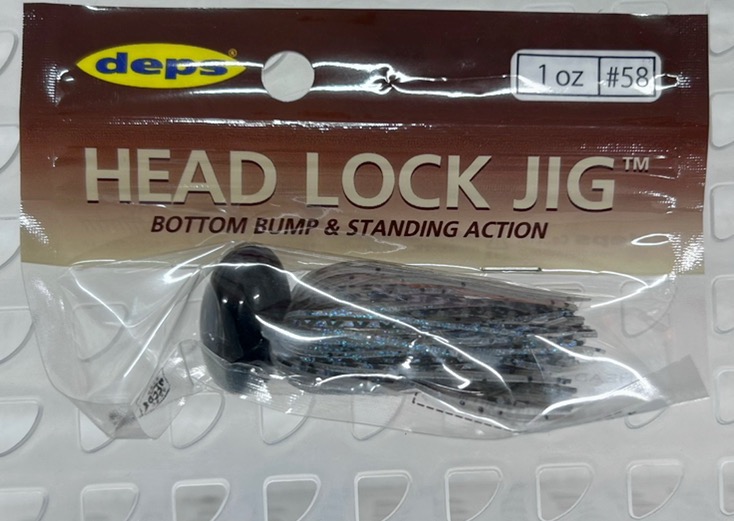 deps®
1 oz #58
HEAD LOCK JIG™
BOTTOM BUMP & STANDING ACTION